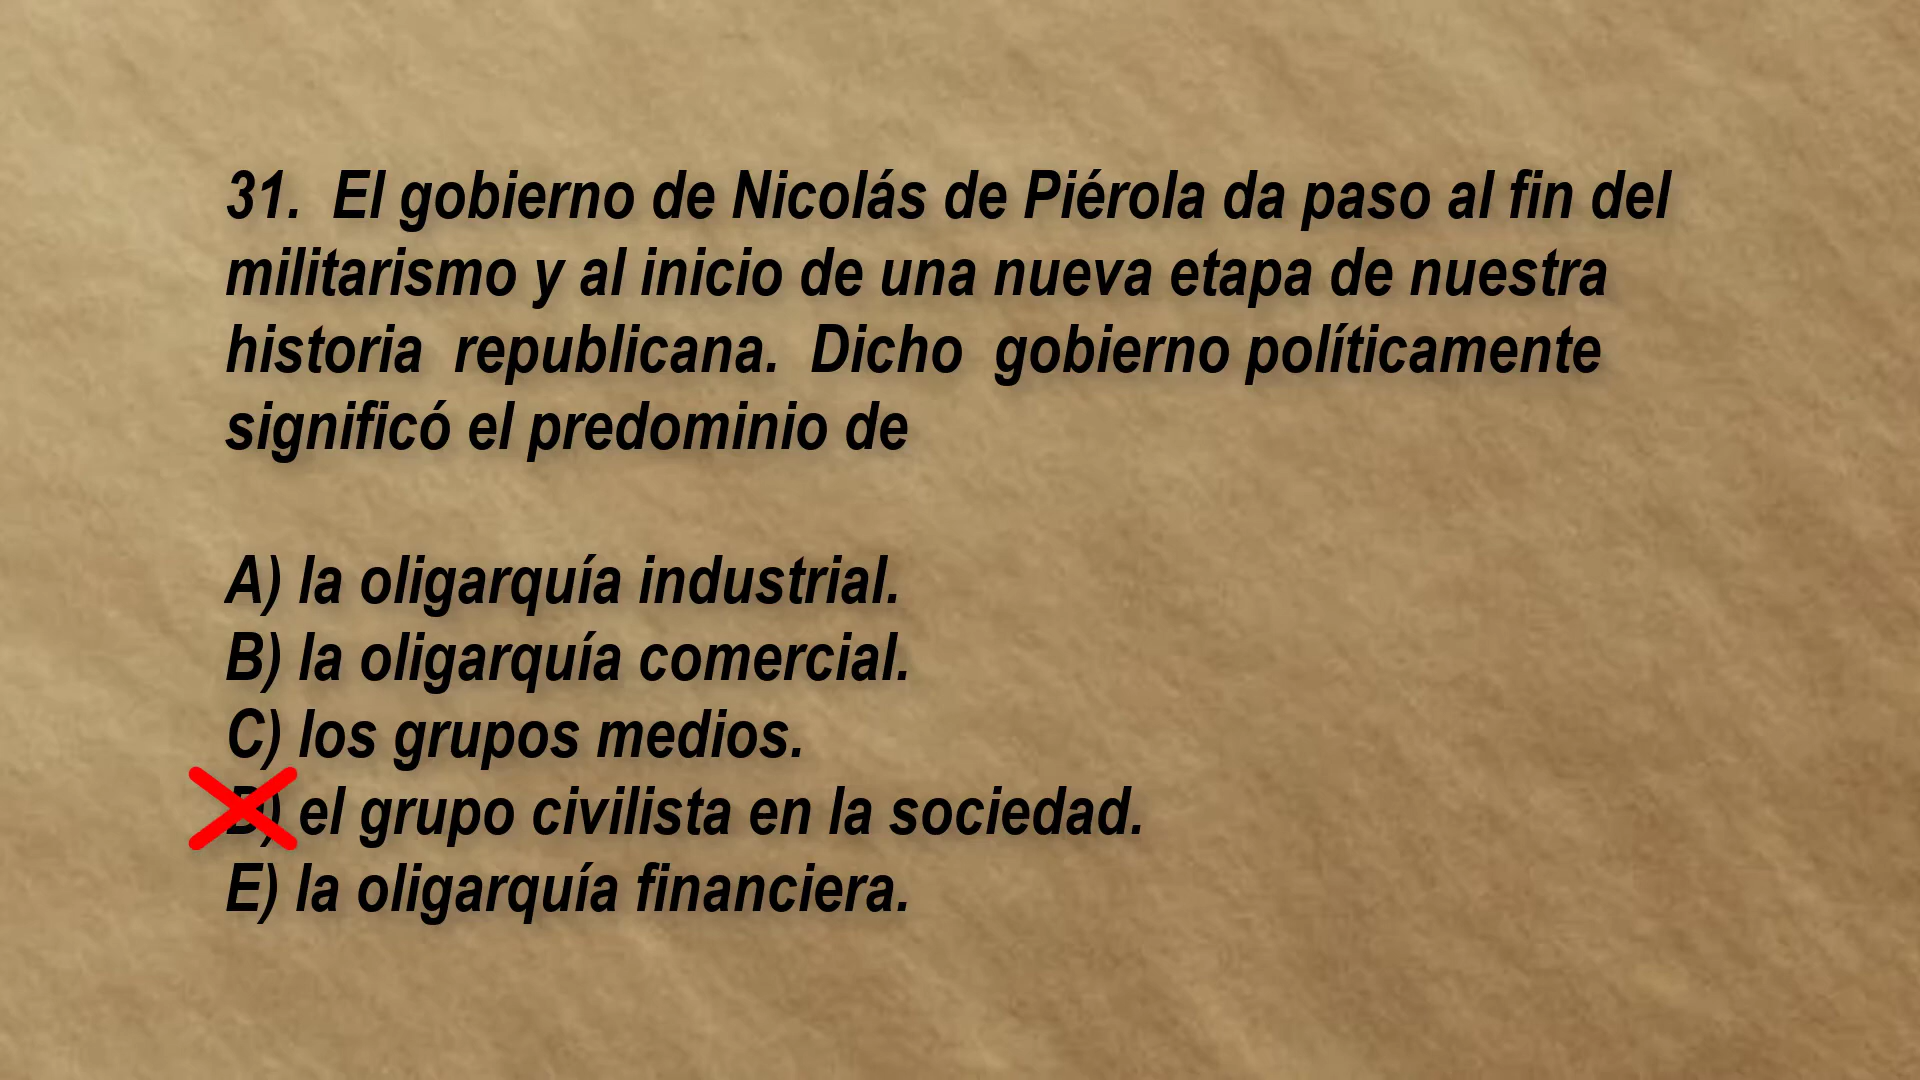 31. El gobierno de Nicolás de Piérola da paso al fin del
militarismo y al inicio de una nueva etapa de nuestra
historia republicana. Dicho gobierno políticamente
significó el predominio de
A) la oligarquía industrial.
B) la oligarquía comercial.
C) los grupos medios.
D) el grupo civilista en la sociedad.
E) la oligarquía financiera.